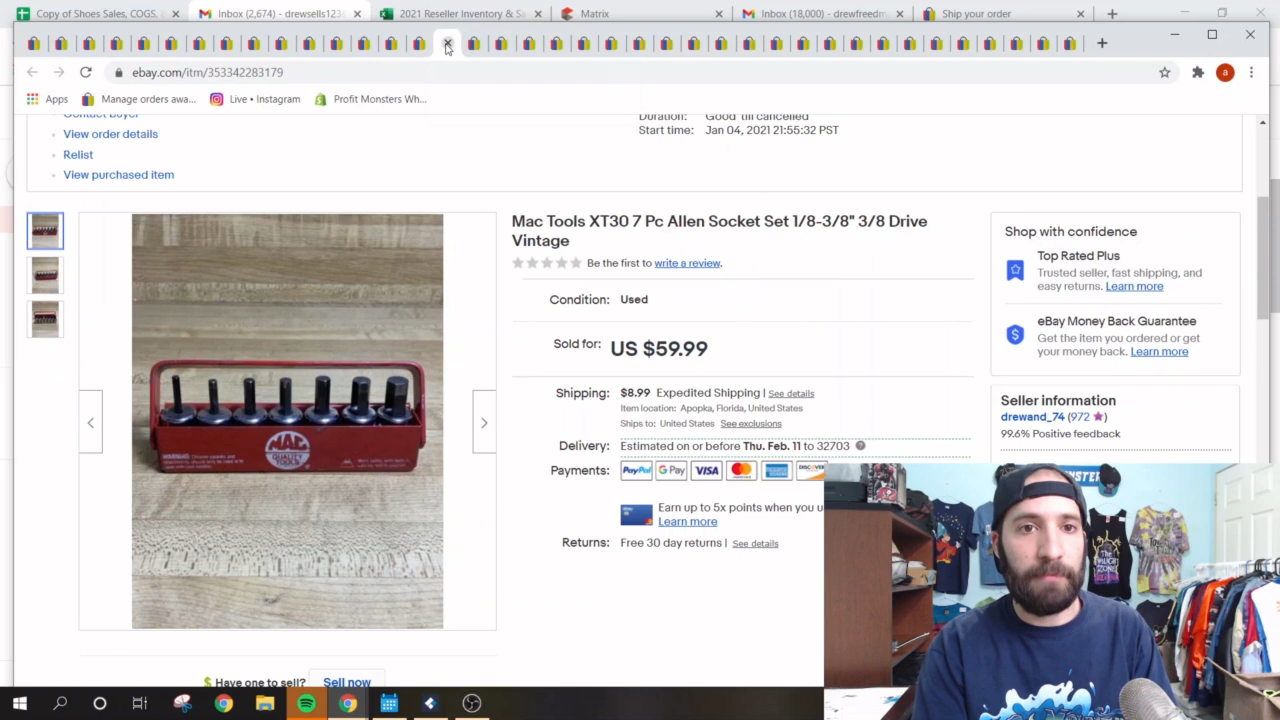 Copy of Shoes Sales, COGS,
Inbox (2,674) - drewsells123
2021 Reseller Inventory & Sa
Matrix
Inbox (18,000) - drewfreedm
Ship your order
ebay.com/itm/353342283179
a
Apps
Manage orders awa...
Live • Instagram
Profit Monsters Wh...
Contact buyer
View order details
Relist
View purchased item
Duration: Good 'till cancelled
Start time: Jan 04, 2021 21:55:32 PST
Mac Tools XT30 7 Pc Allen Socket Set 1/8-3/8" 3/8 Drive
Vintage
Be the first to write a review.
Condition: Used
Sold for: US $59.99
Shipping: $8.99 Expedited Shipping | See details
Item location: Apopka, Florida, United States
Ships to: United States See exclusions
Delivery: Estimated on or before Thu. Feb. 11 to 32703
Payments: PayPal G Pay VISA
Earn up to 5x points when you u
Learn more
Returns: Free 30 day returns | See details
Shop with confidence
Top Rated Plus
Trusted seller, fast shipping, and
easy returns. Learn more
eBay Money Back Guarantee
Get the item you ordered or get
your money back. Learn more
Seller information
drewand_74 (972)
99.6% Positive feedback
MAC
QUALITY
TOOLS
WARNING
$ Have one to sell? Sell now